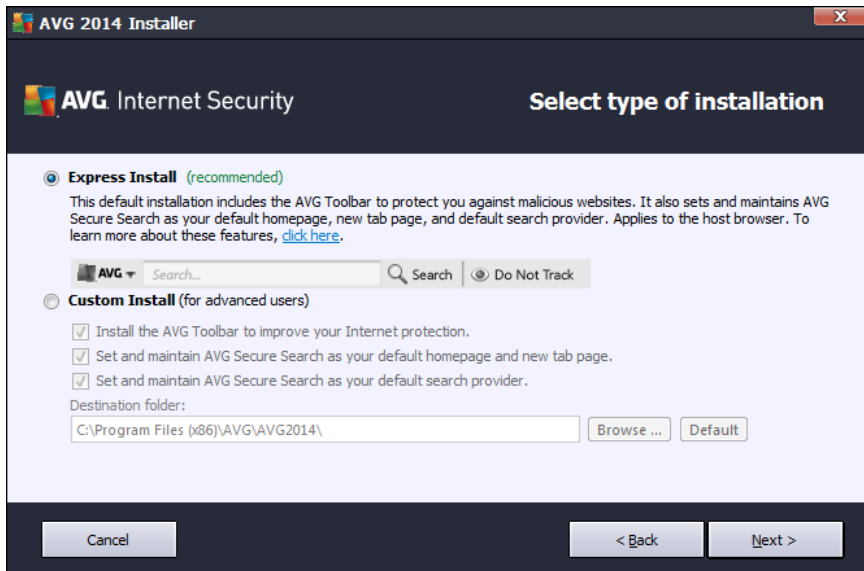 AVG 2014 Installer
X
AVG. Internet Security
Select type of installation
Express Install (recommended)
This default installation includes the AVG Toolbar to protect you against malicious websites. It also sets and maintains AVG
Secure Search as your default homepage, new tab page, and default search provider. Applies to the host browser. To
learn more about these features, click here.
AVG Search... Search Do Not Track
Custom Install (for advanced users)
Install the AVG Toolbar to improve your Internet protection.
Set and maintain AVG Secure Search as your default homepage and new tab page.
Set and maintain AVG Secure Search as your default search provider.
Destination folder:
C:\Program Files (x86)\AVG\AVG2014\ Browse ... Default
Cancel < Back Next >